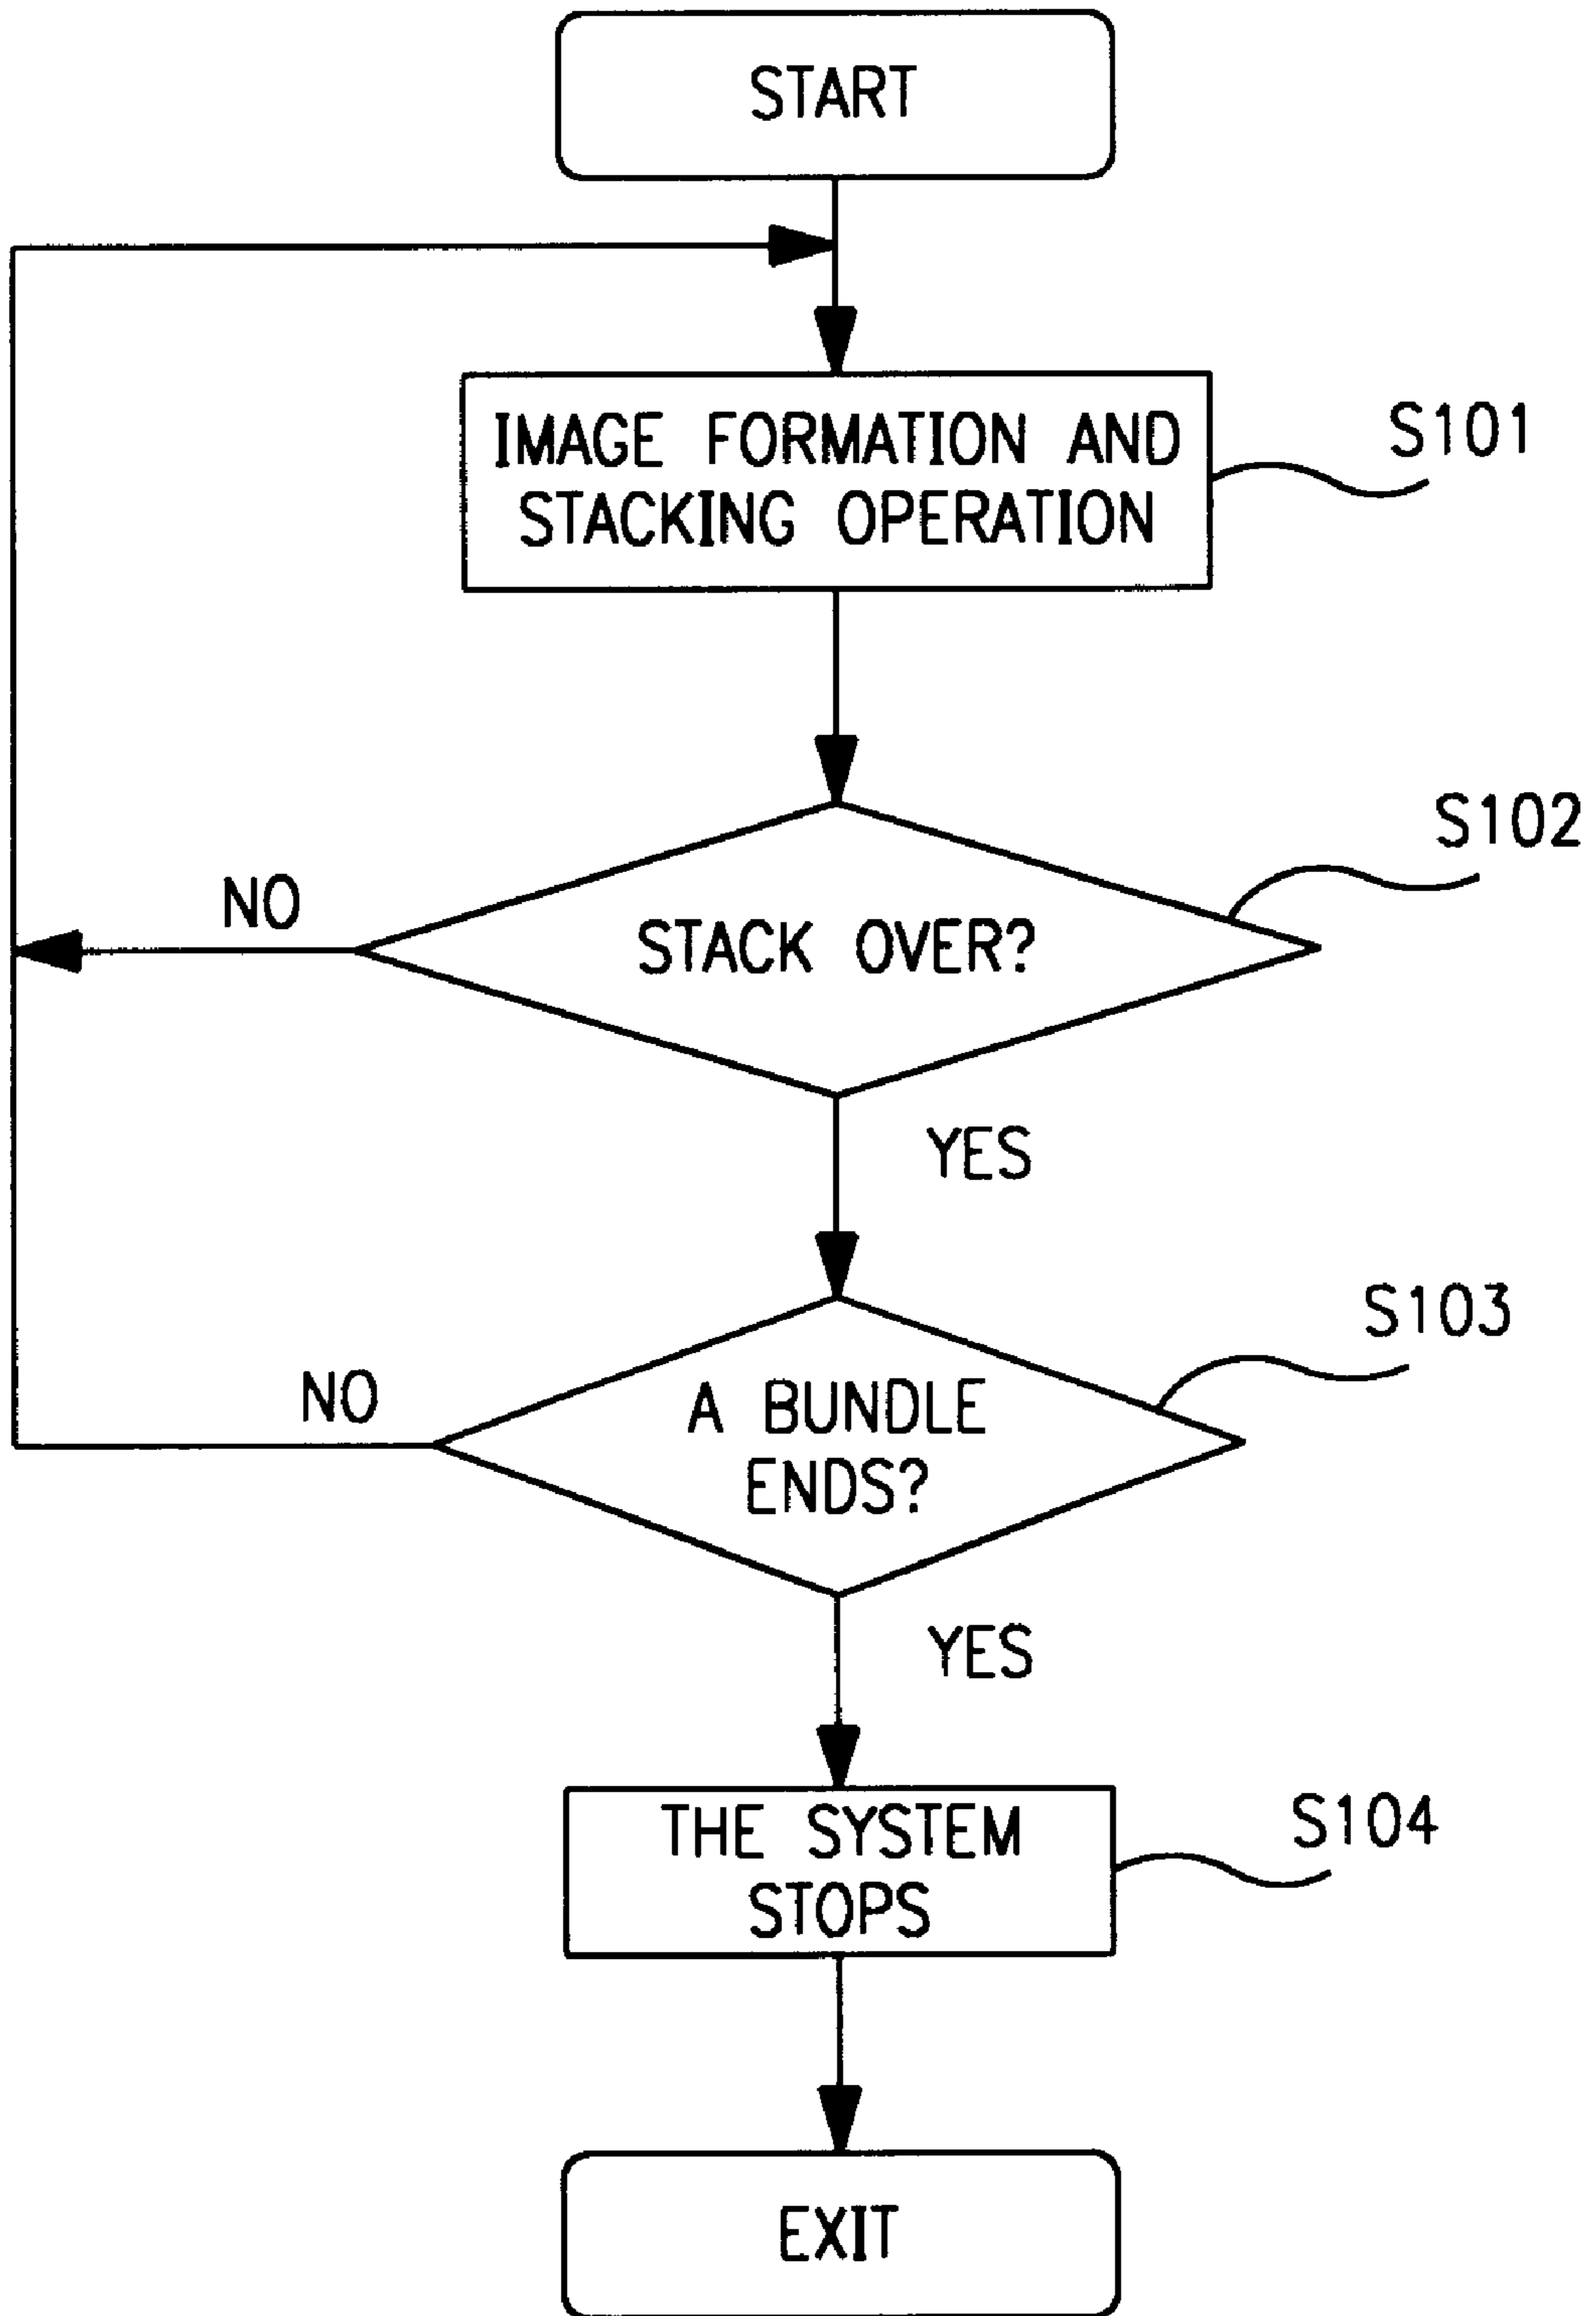 START
IMAGE FORMATION AND
STACKING OPERATION
S101
S102
NO
STACK OVER?
YES
S103
NO
A BUNDLE
ENDS?
YES
THE SYSTEM
STOPS
S104
EXIT